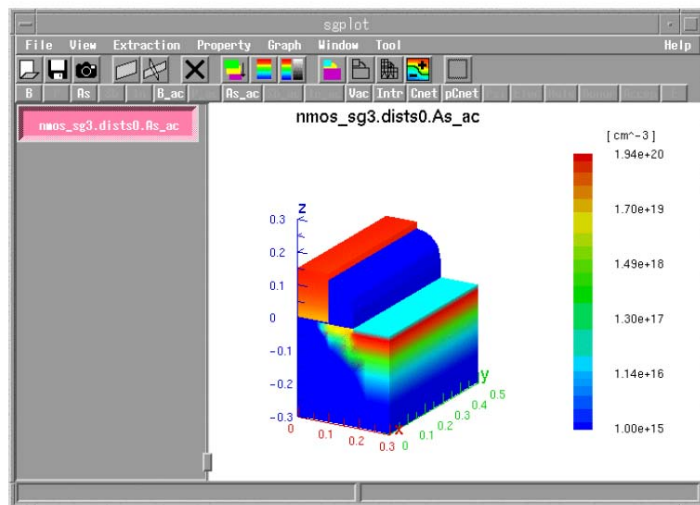 sgplot
File View Extraction Property Graph Window Tool Help
B As B_ac As_ac Vac Intr Cnet pCnet
nmos_sg3.dists0.As_ac
nmos_sg3.dists0.As_ac
[cm^-3]
1.94e+20
1.70e+19
1.49e+18
1.30e+17
1.14e+16
1.00e+15
z
0.3
0.2
0.1
0
-0.1
-0.2
-0.3
0 0.1 0.2 0.3
x
0 0.1 0.2 0.3 0.4 0.5
y